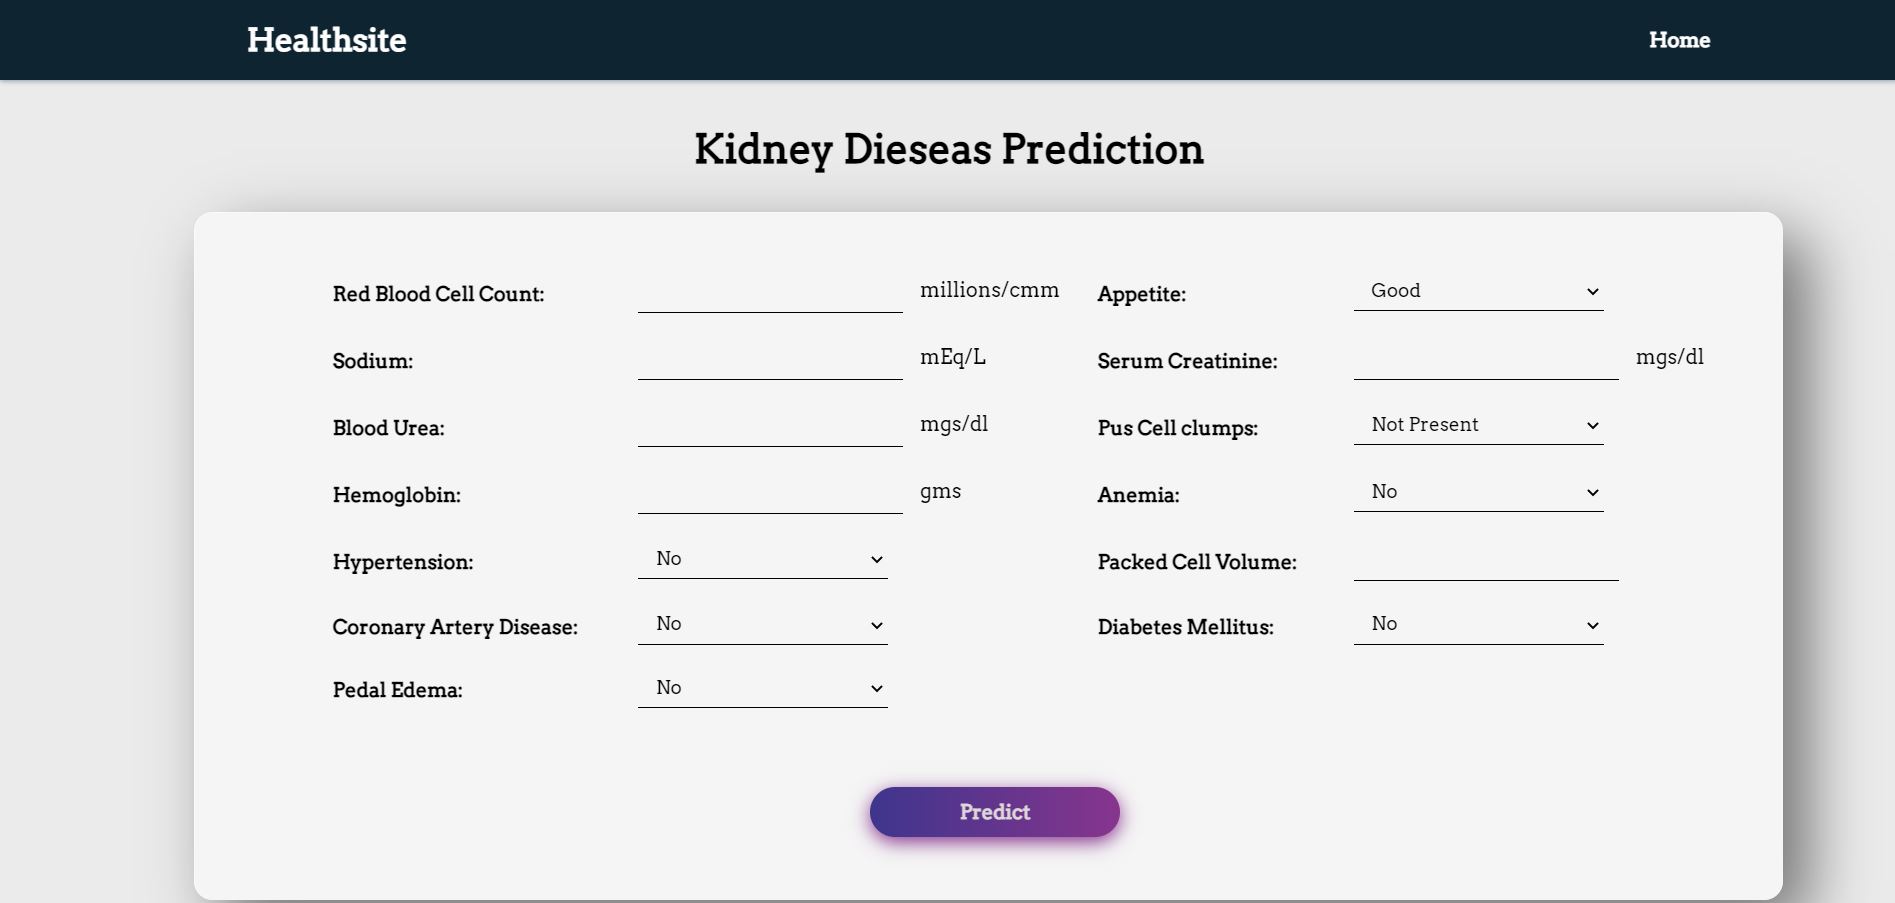 Healthsite Home
Kidney Dieseas Prediction
Red Blood Cell Count: millions/cmm Appetite: Good
Sodium: mEq/L Serum Creatinine: mgs/dl
Blood Urea: mgs/dl Pus Cell clumps: Not Present
Hemoglobin: gms Anemia: No
Hypertension: No Packed Cell Volume:
Coronary Artery Disease: No Diabetes Mellitus: No
Pedal Edema: No
Predict